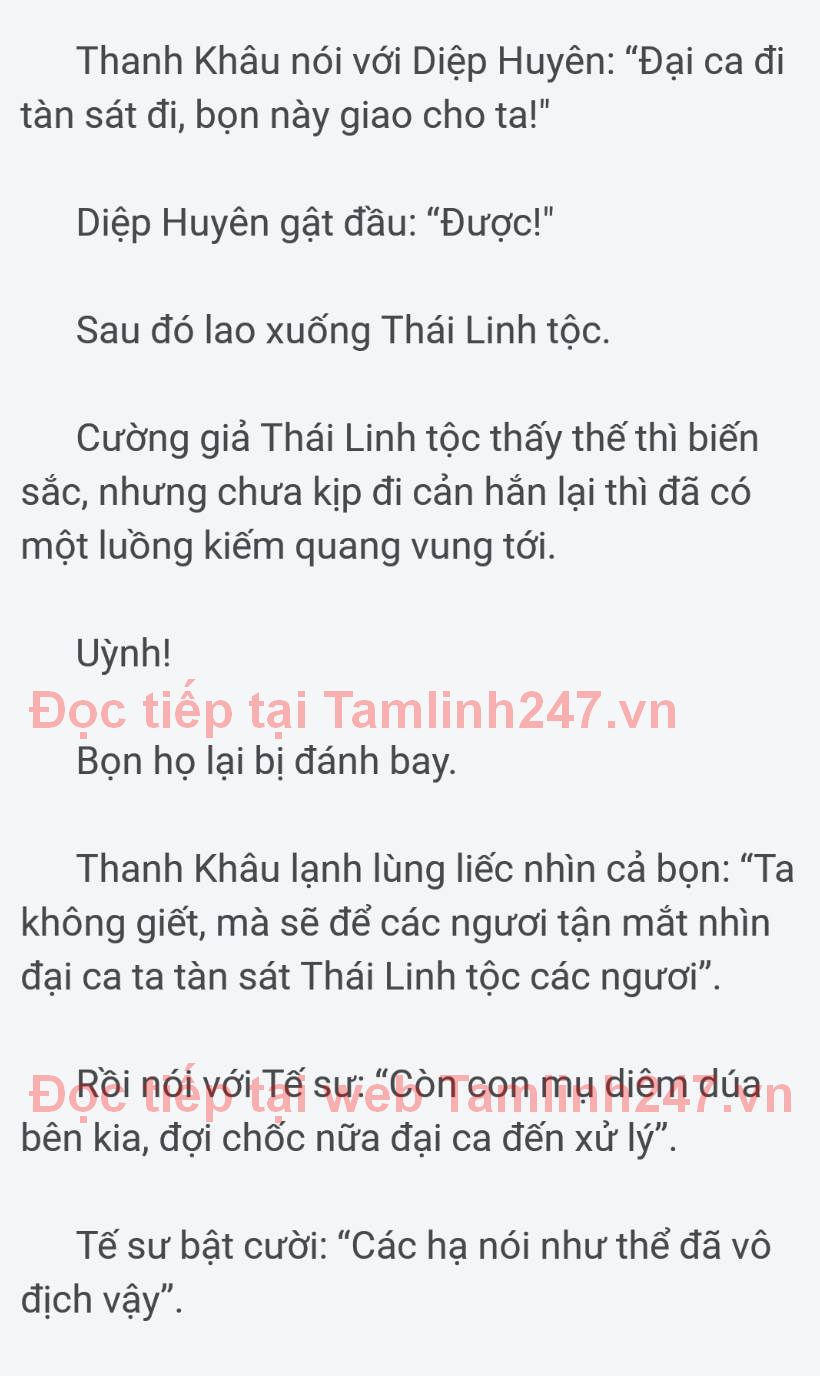 Thanh Khâu nói với Diệp Huyên: “Đại ca đi
tàn sát đi, bọn này giao cho ta!"
Diệp Huyên gật đầu: “Được!"
Sau đó lao xuống Thái Linh tộc.
Cường giả Thái Linh tộc thấy thế thì biến
sắc, nhưng chưa kịp đi cản hắn lại thì đã có
một luồng kiếm quang vung tới.
Uỳnh!
Đọc tiếp tại Tamlinh247.vn
Bọn họ lại bị đánh bay.
Thanh Khâu lạnh lùng liếc nhìn cả bọn: “Ta
không giết, mà sẽ để các ngươi tận mắt nhìn
đại ca ta tàn sát Thái Linh tộc các ngươi”.
Rồi nói với Tế sư: “Còn con mụ diêm dúa
Đọc tiếp tại web Tamlinh247.vn
bên kia, đợi chốc nữa đại ca đến xử lý”.
Tế sư bật cười: “Các hạ nói như thể đã vô
địch vậy”.